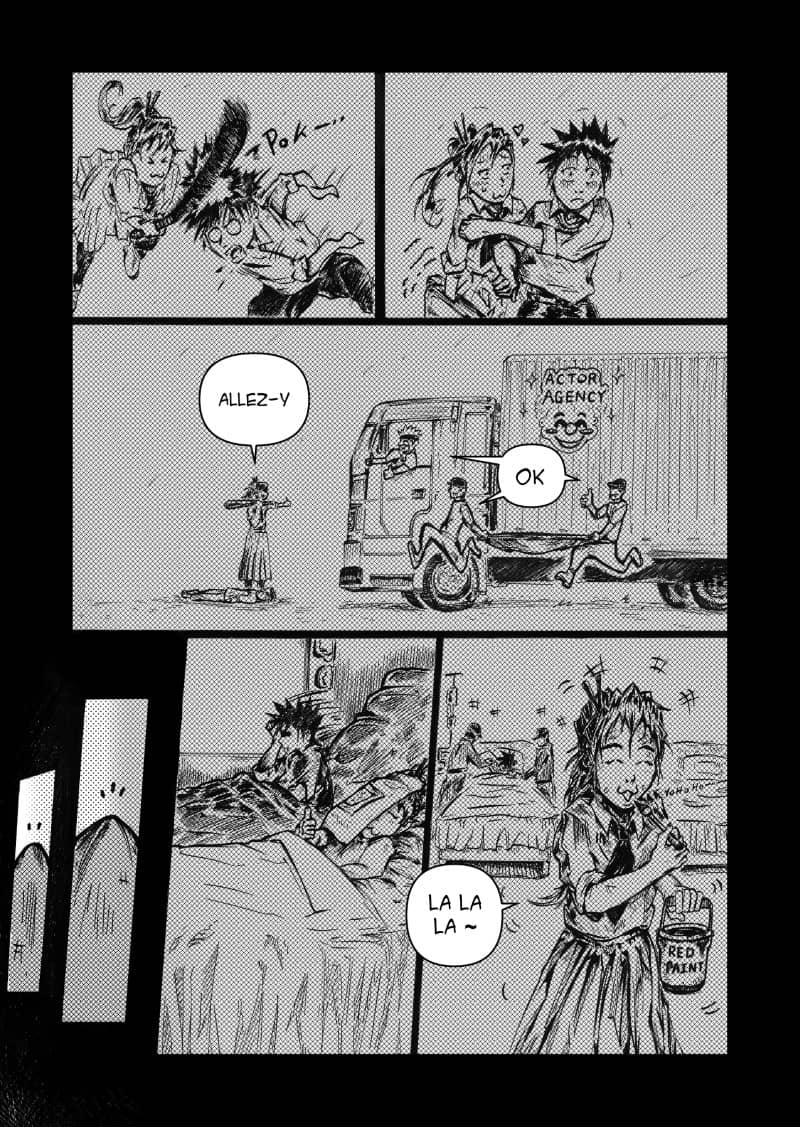 POK—··
ALLEZ-Y
ACTOR
AGENCY
OK
YOHOHO
LA LA
LA ~
RED
PAINT